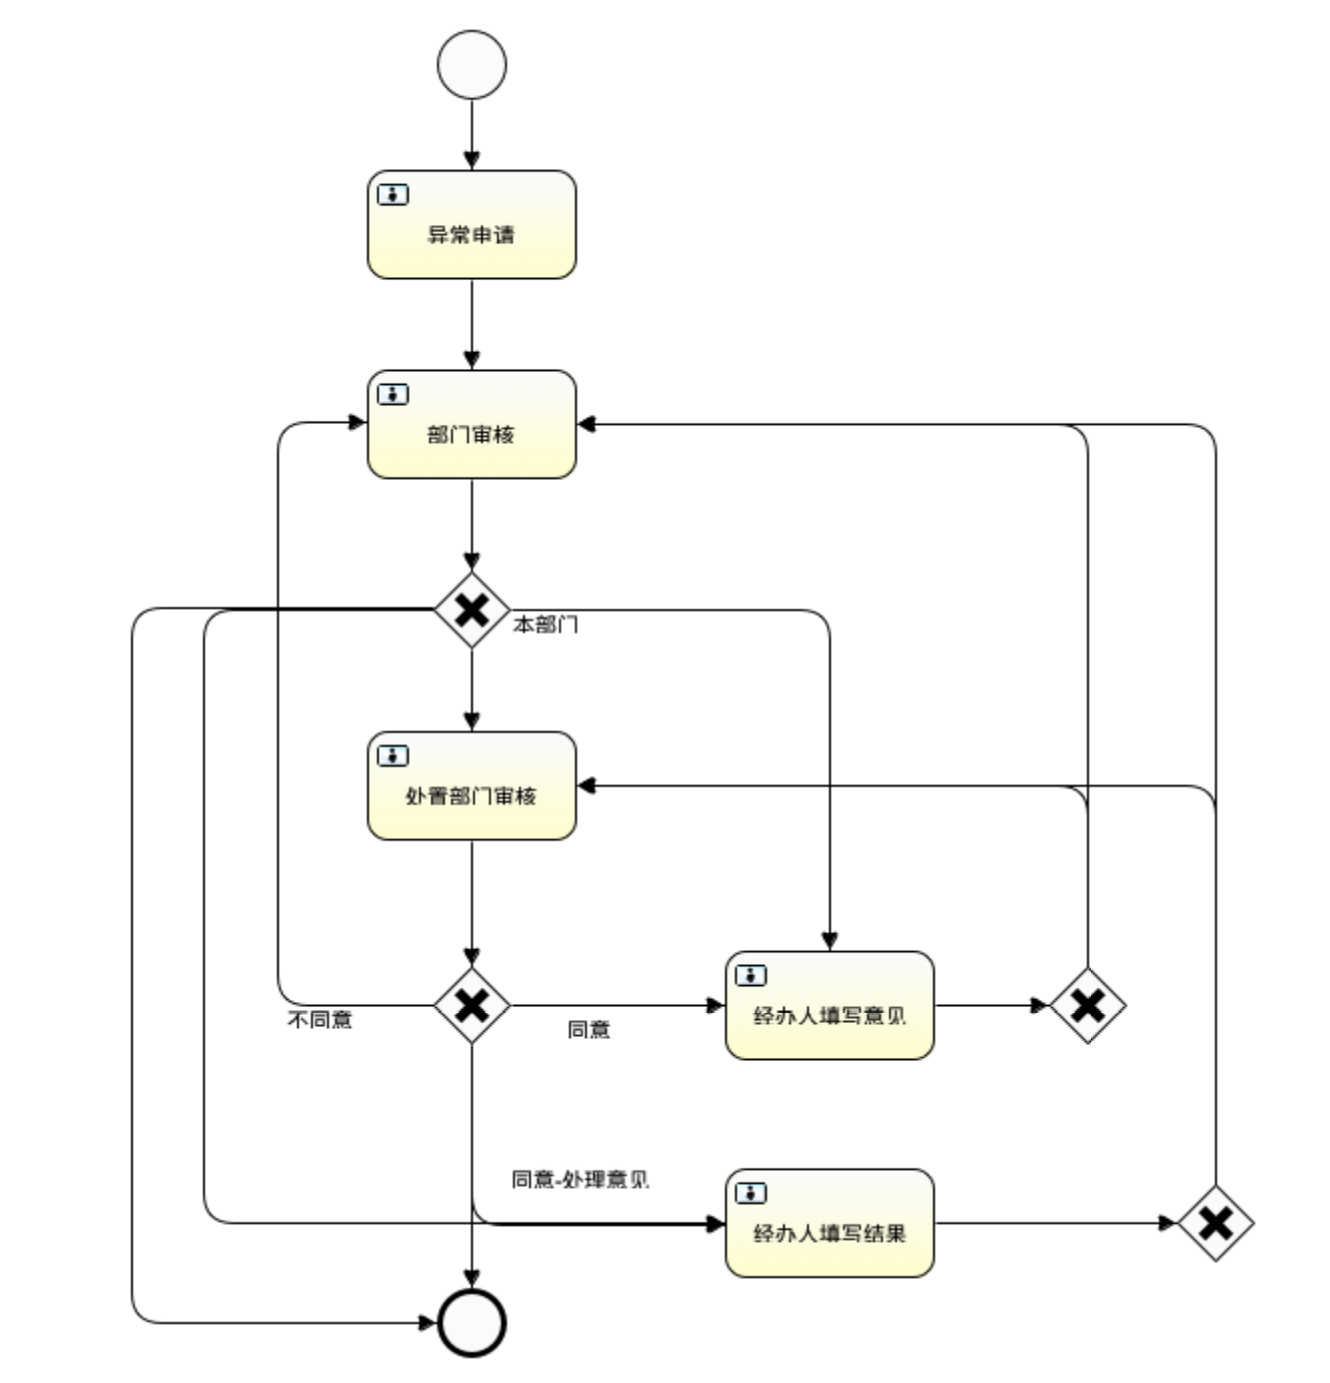 异常申请
部门审核
本部门
处置部门审核
不同意
同意
经办人填写意见
同意-处理意见
经办人填写结果